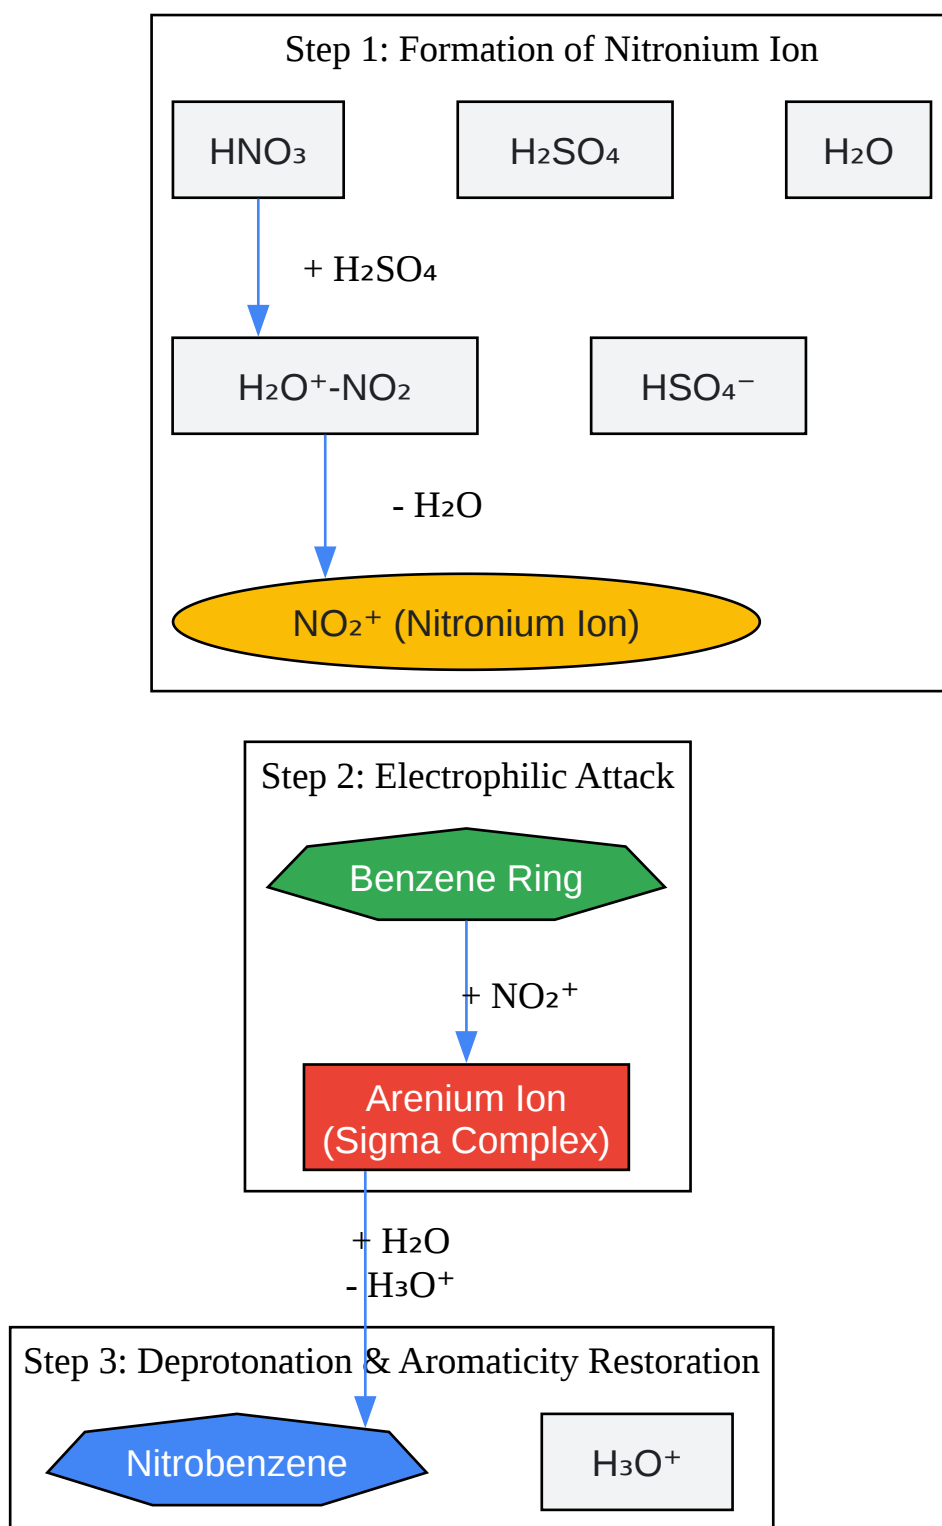 Step 1: Formation of Nitronium Ion
HNO₃
H₂SO₄
H₂O
+ H₂SO₄
H₂O⁺-NO₂
HSO₄⁻
- H₂O
NO₂⁺ (Nitronium Ion)
Step 2: Electrophilic Attack
Benzene Ring
+ NO₂⁺
Arenium Ion
(Sigma Complex)
+ H₂O
- H₃O⁺
Step 3: Deprotonation & Aromaticity Restoration
Nitrobenzene
H₃O⁺